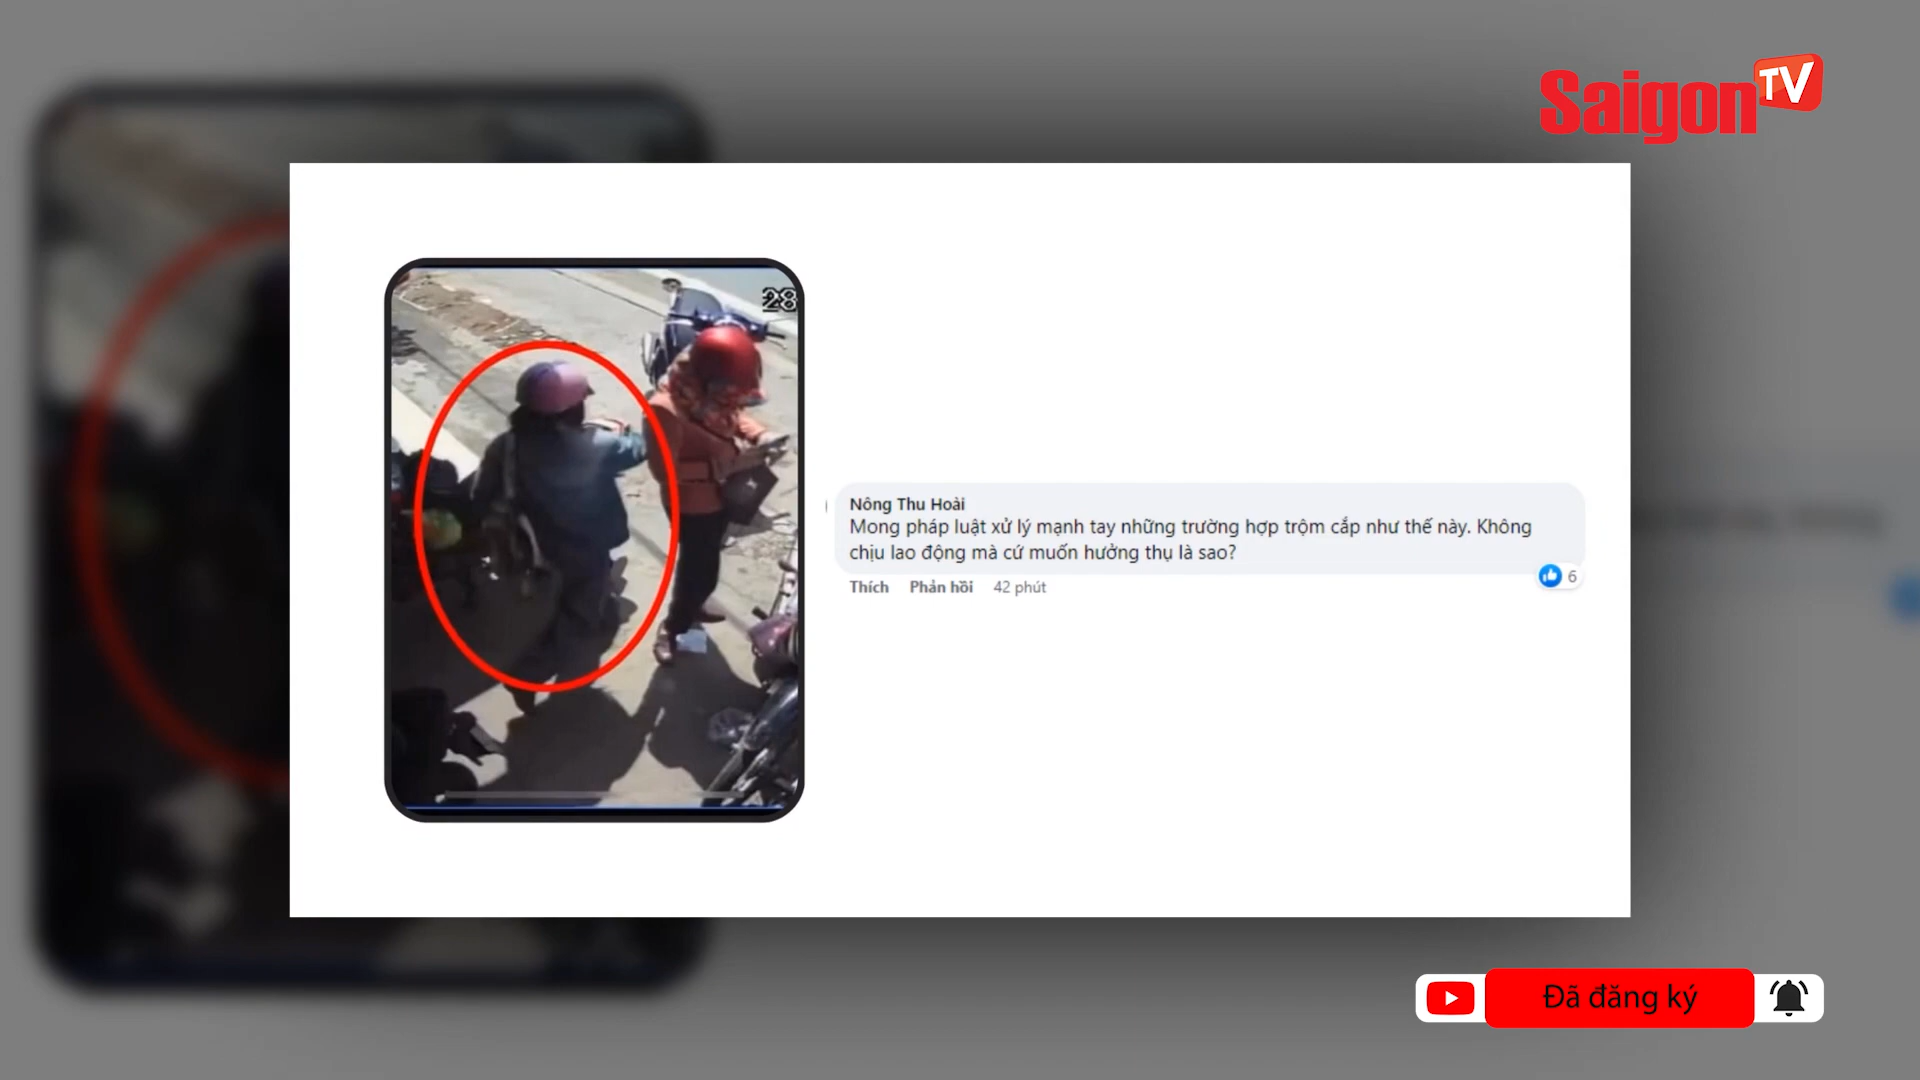 Saigon TV
28
Nông Thu Hoài
Mong pháp luật xử lý mạnh tay những trường hợp trộm cắp như thế này. Không
chịu lao động mà cứ muốn hưởng thụ là sao?
Thích Phản hồi 42 phút
6
Đã đăng ký